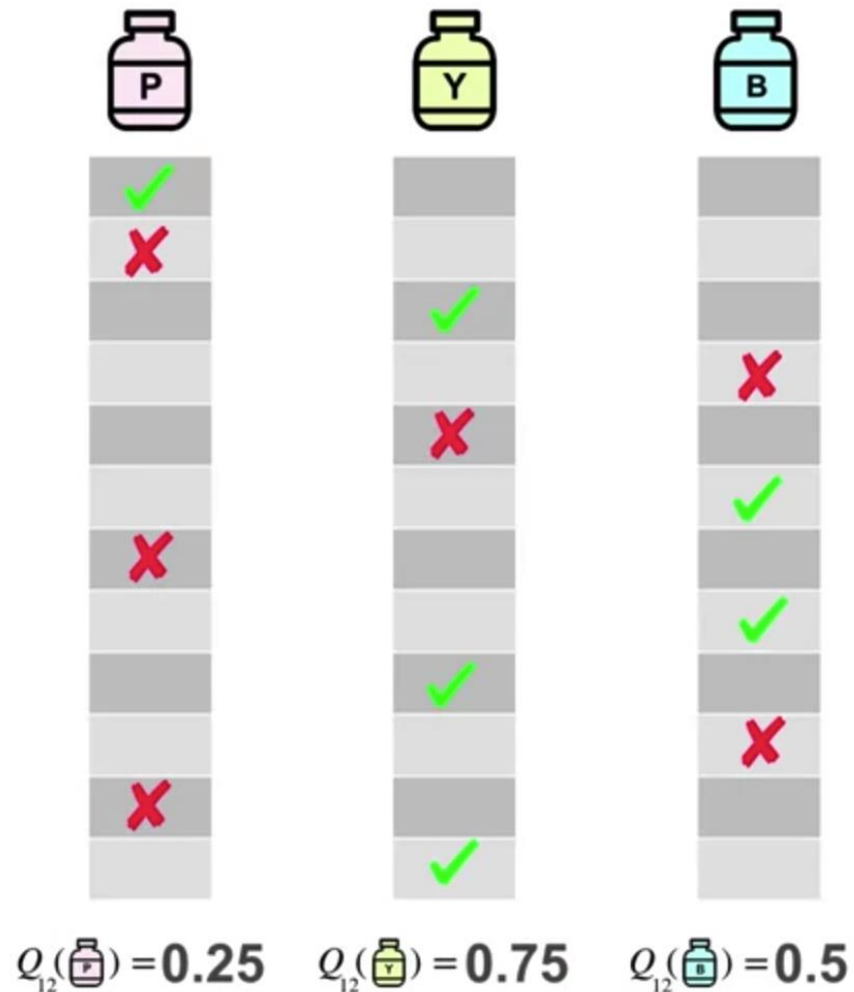 P Y B
Q₁₂(P) = 0.25 Q₁₂(Y) = 0.75 Q₁₂(B) = 0.5